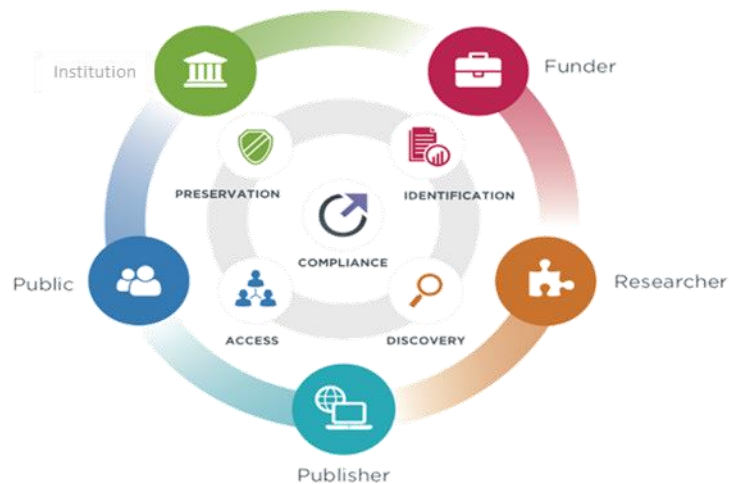 Institution
Funder
PRESERVATION
IDENTIFICATION
COMPLIANCE
Public
Researcher
ACCESS
DISCOVERY
Publisher